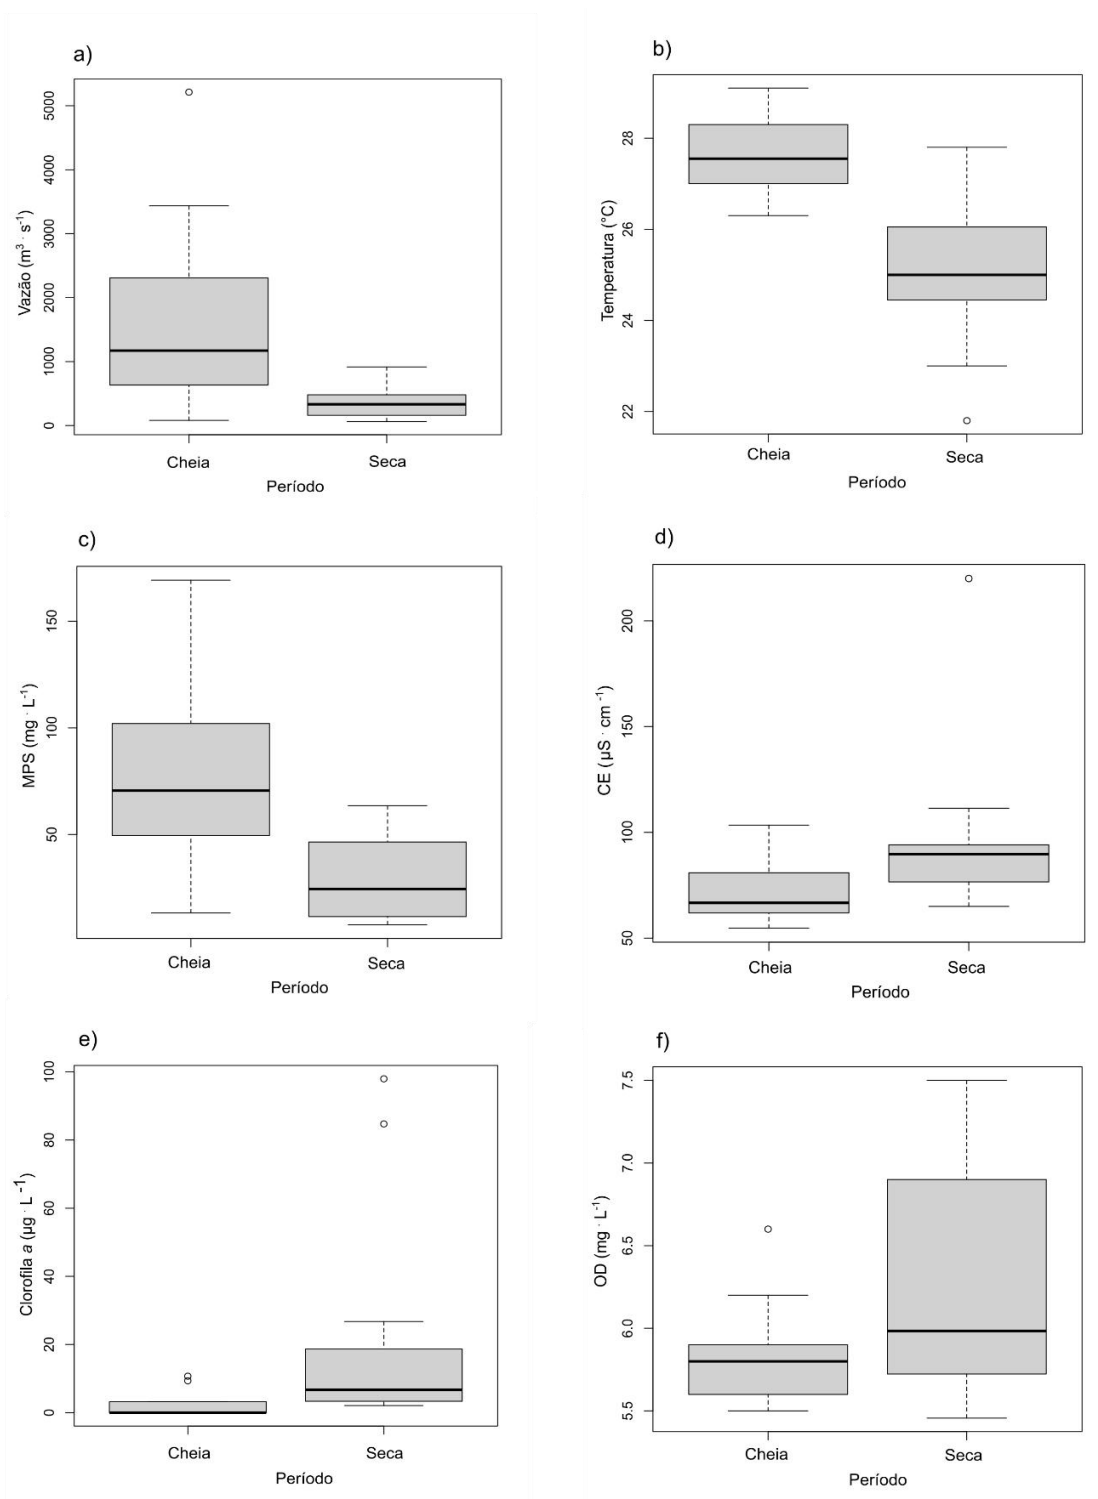 a)
5000
4000
3000
2000
1000
0
Vazão (m³ · s⁻¹)
Cheia
Seca
Período
b)
28
26
24
22
Temperatura (°C)
Cheia
Seca
Período
c)
150
100
50
MPS (mg · L⁻¹)
Cheia
Seca
Período
d)
200
150
100
50
CE (µS · cm⁻¹)
Cheia
Seca
Período
e)
100
80
60
40
20
0
Clorofila a (µg · L⁻¹)
Cheia
Seca
Período
f)
7.5
7.0
6.5
6.0
5.5
OD (mg · L⁻¹)
Cheia
Seca
Período